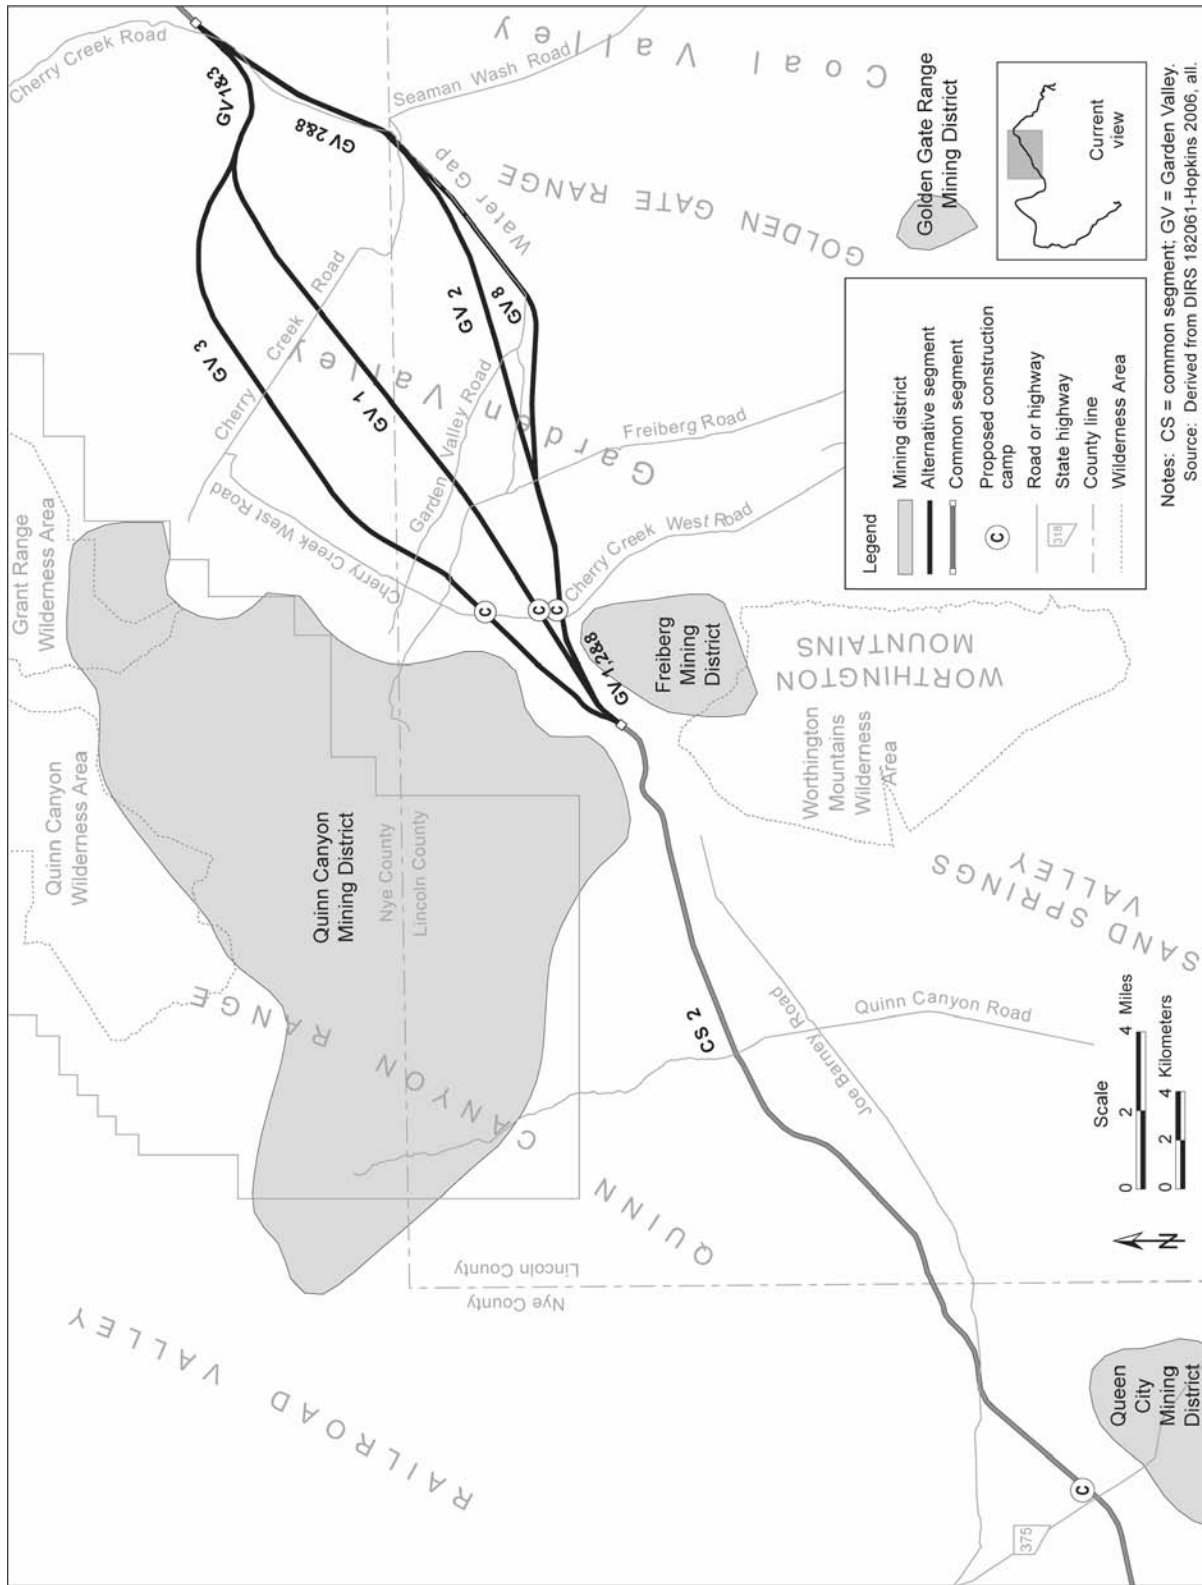 Grant Range
Wilderness Area
Quinn Canyon
Wilderness Area
Cherry Creek Road
GV 1&3
GV 3
Cherry Creek Road
GV 2&8
Seaman Wash Road
Coal Valley
Water Gap
GV 1
Garden Valley
GV 2
GV 8
GOLDEN GATE RANGE
Cherry Creek West Road
Garden Valley Road
Freiberg Road
Cherry Creek West Road
C
C
C
GV 1,2&8
Quinn Canyon
Mining District
Nye County
Lincoln County
QUINN CANYON RANGE
RAILROAD VALLEY
Lincoln County
Nye County
Freiberg
Mining
District
WORTHINGTON
MOUNTAINS
Worthington
Mountains
Wilderness
Area
CS 2
Joe Barney Road
Quinn Canyon Road
SAND SPRINGS
VALLEY
C
375
Queen
City
Mining
District
Golden Gate Range
Mining District
Scale
0 2 4 Miles
0 2 4 Kilometers
N
Legend
Mining district
Alternative segment
Common segment
C Proposed construction
camp
Road or highway
318 State highway
County line
Wilderness Area
Current
view
Notes: CS = common segment; GV = Garden Valley.
Source: Derived from DIRS 182061-Hopkins 2006, all.